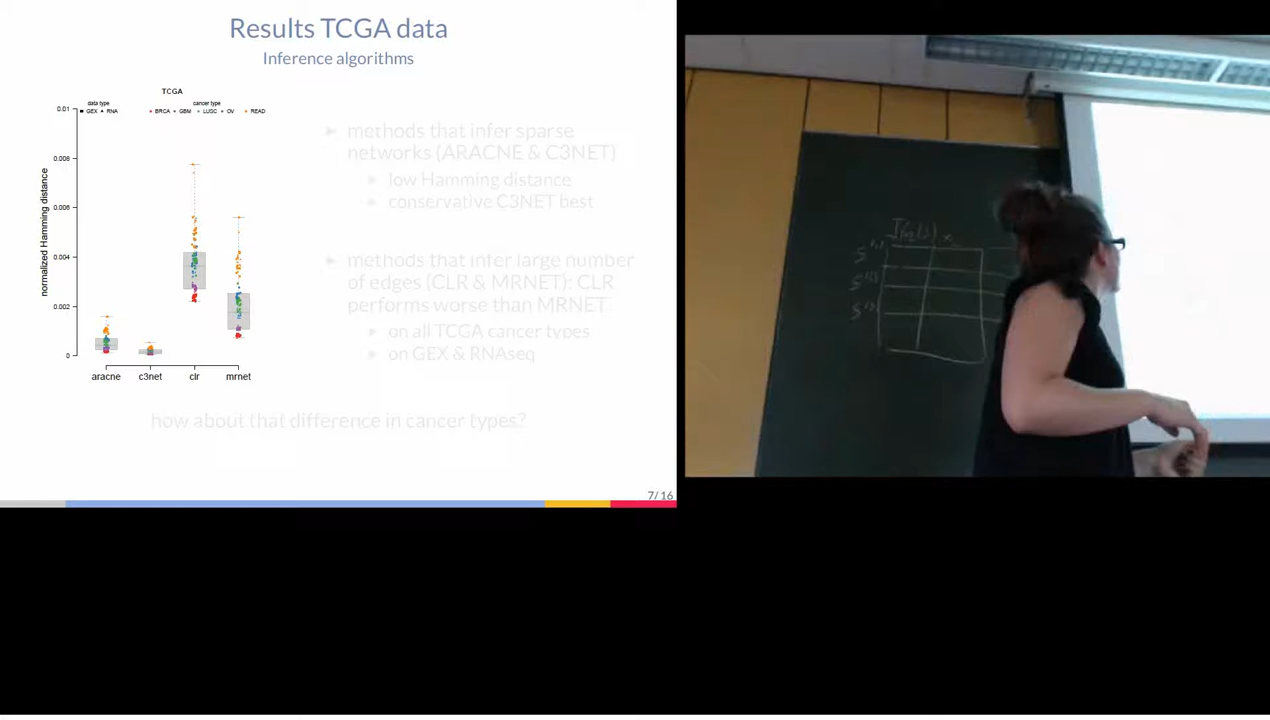 Results TCGA data
Inference algorithms
TCGA
data type
cancer type
GEX RNA
BRCA GBM LUSC OV READ
0.01
0.008
0.006
0.004
0.002
0
normalized Hamming distance
aracne c3net clr mrnet
methods that infer sparse
networks (ARACNE & C3NET)
low Hamming distance
conservative C3NET best
methods that infer large number
of edges (CLR & MRNET): CLR
performs worse than MRNET
on all TCGA cancer types
on GEX & RNAseq
how about that difference in cancer types?
7/16